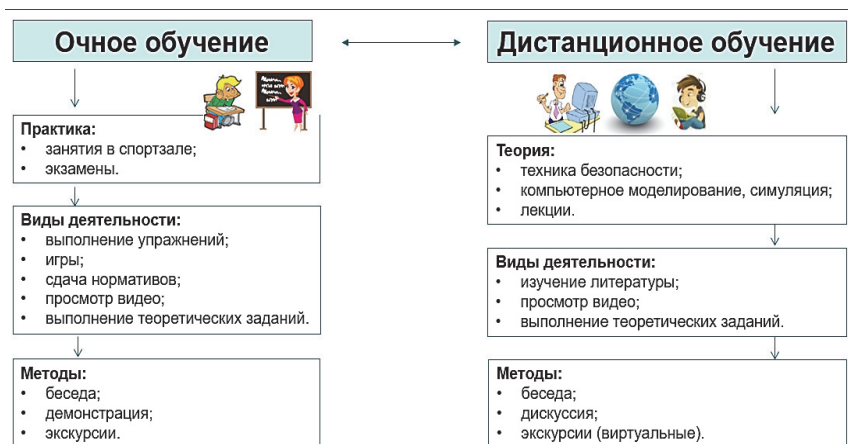 Очное обучение
Практика:
• занятия в спортзале;
• экзамены.
Виды деятельности:
• выполнение упражнений;
• игры;
• сдача нормативов;
• просмотр видео;
• выполнение теоретических заданий.
Методы:
• беседа;
• демонстрация;
• экскурсии.
Дистанционное обучение
Теория:
• техника безопасности;
• компьютерное моделирование, симуляция;
• лекции.
Виды деятельности:
• изучение литературы;
• просмотр видео;
• выполнение теоретических заданий.
Методы:
• беседа;
• дискуссия;
• экскурсии (виртуальные).